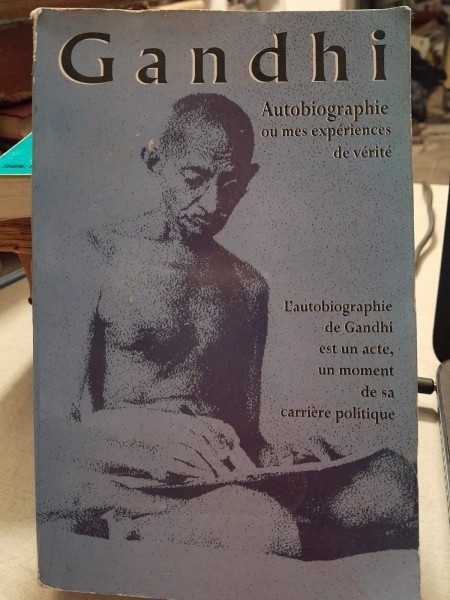 Gandhi
Autobiographie
ou mes expériences
de vérité
L'autobiographie
de Gandhi
est un acte,
un moment
de sa
carrière politique